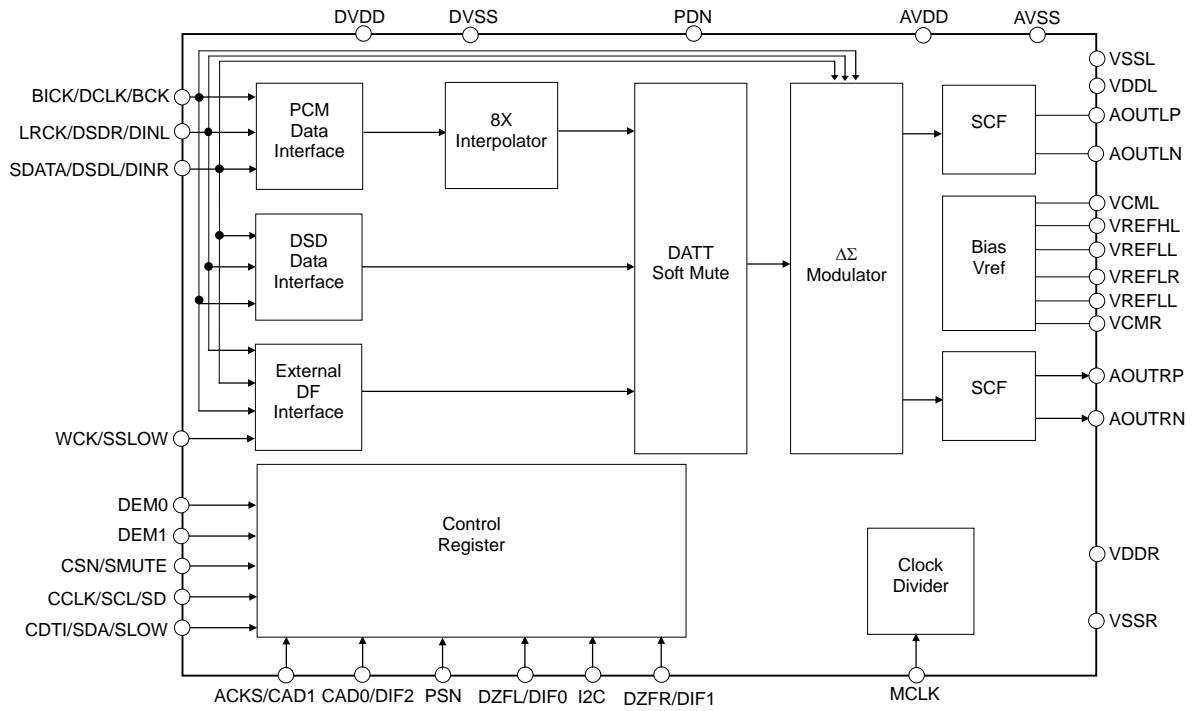 DVDD
DVSS
PDN
AVDD
AVSS
BICK/DCLK/BCK
LRCK/DSDR/DINL
SDATA/DSDL/DINR
WCK/SSLOW
DEM0
DEM1
CSN/SMUTE
CCLK/SCL/SD
CDTI/SDA/SLOW
PCM
Data
Interface
8X
Interpolator
DSD
Data
Interface
External
DF
Interface
DATT
Soft Mute
ΔΣ
Modulator
SCF
Bias
Vref
SCF
Control
Register
Clock
Divider
VSSL
VDDL
AOUTLP
AOUTLN
VCML
VREFHL
VREFLL
VREFLR
VREFLL
VCMR
AOUTRP
AOUTRN
VDDR
VSSR
ACKS/CAD1
CAD0/DIF2
PSN
DZFL/DIF0
I2C
DZFR/DIF1
MCLK